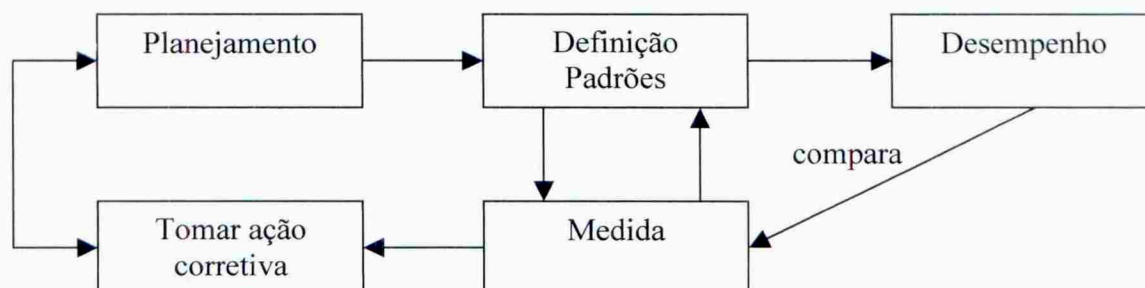 Planejamento
Definição
Padrões
Desempenho
compara
Tomar ação
corretiva
Medida